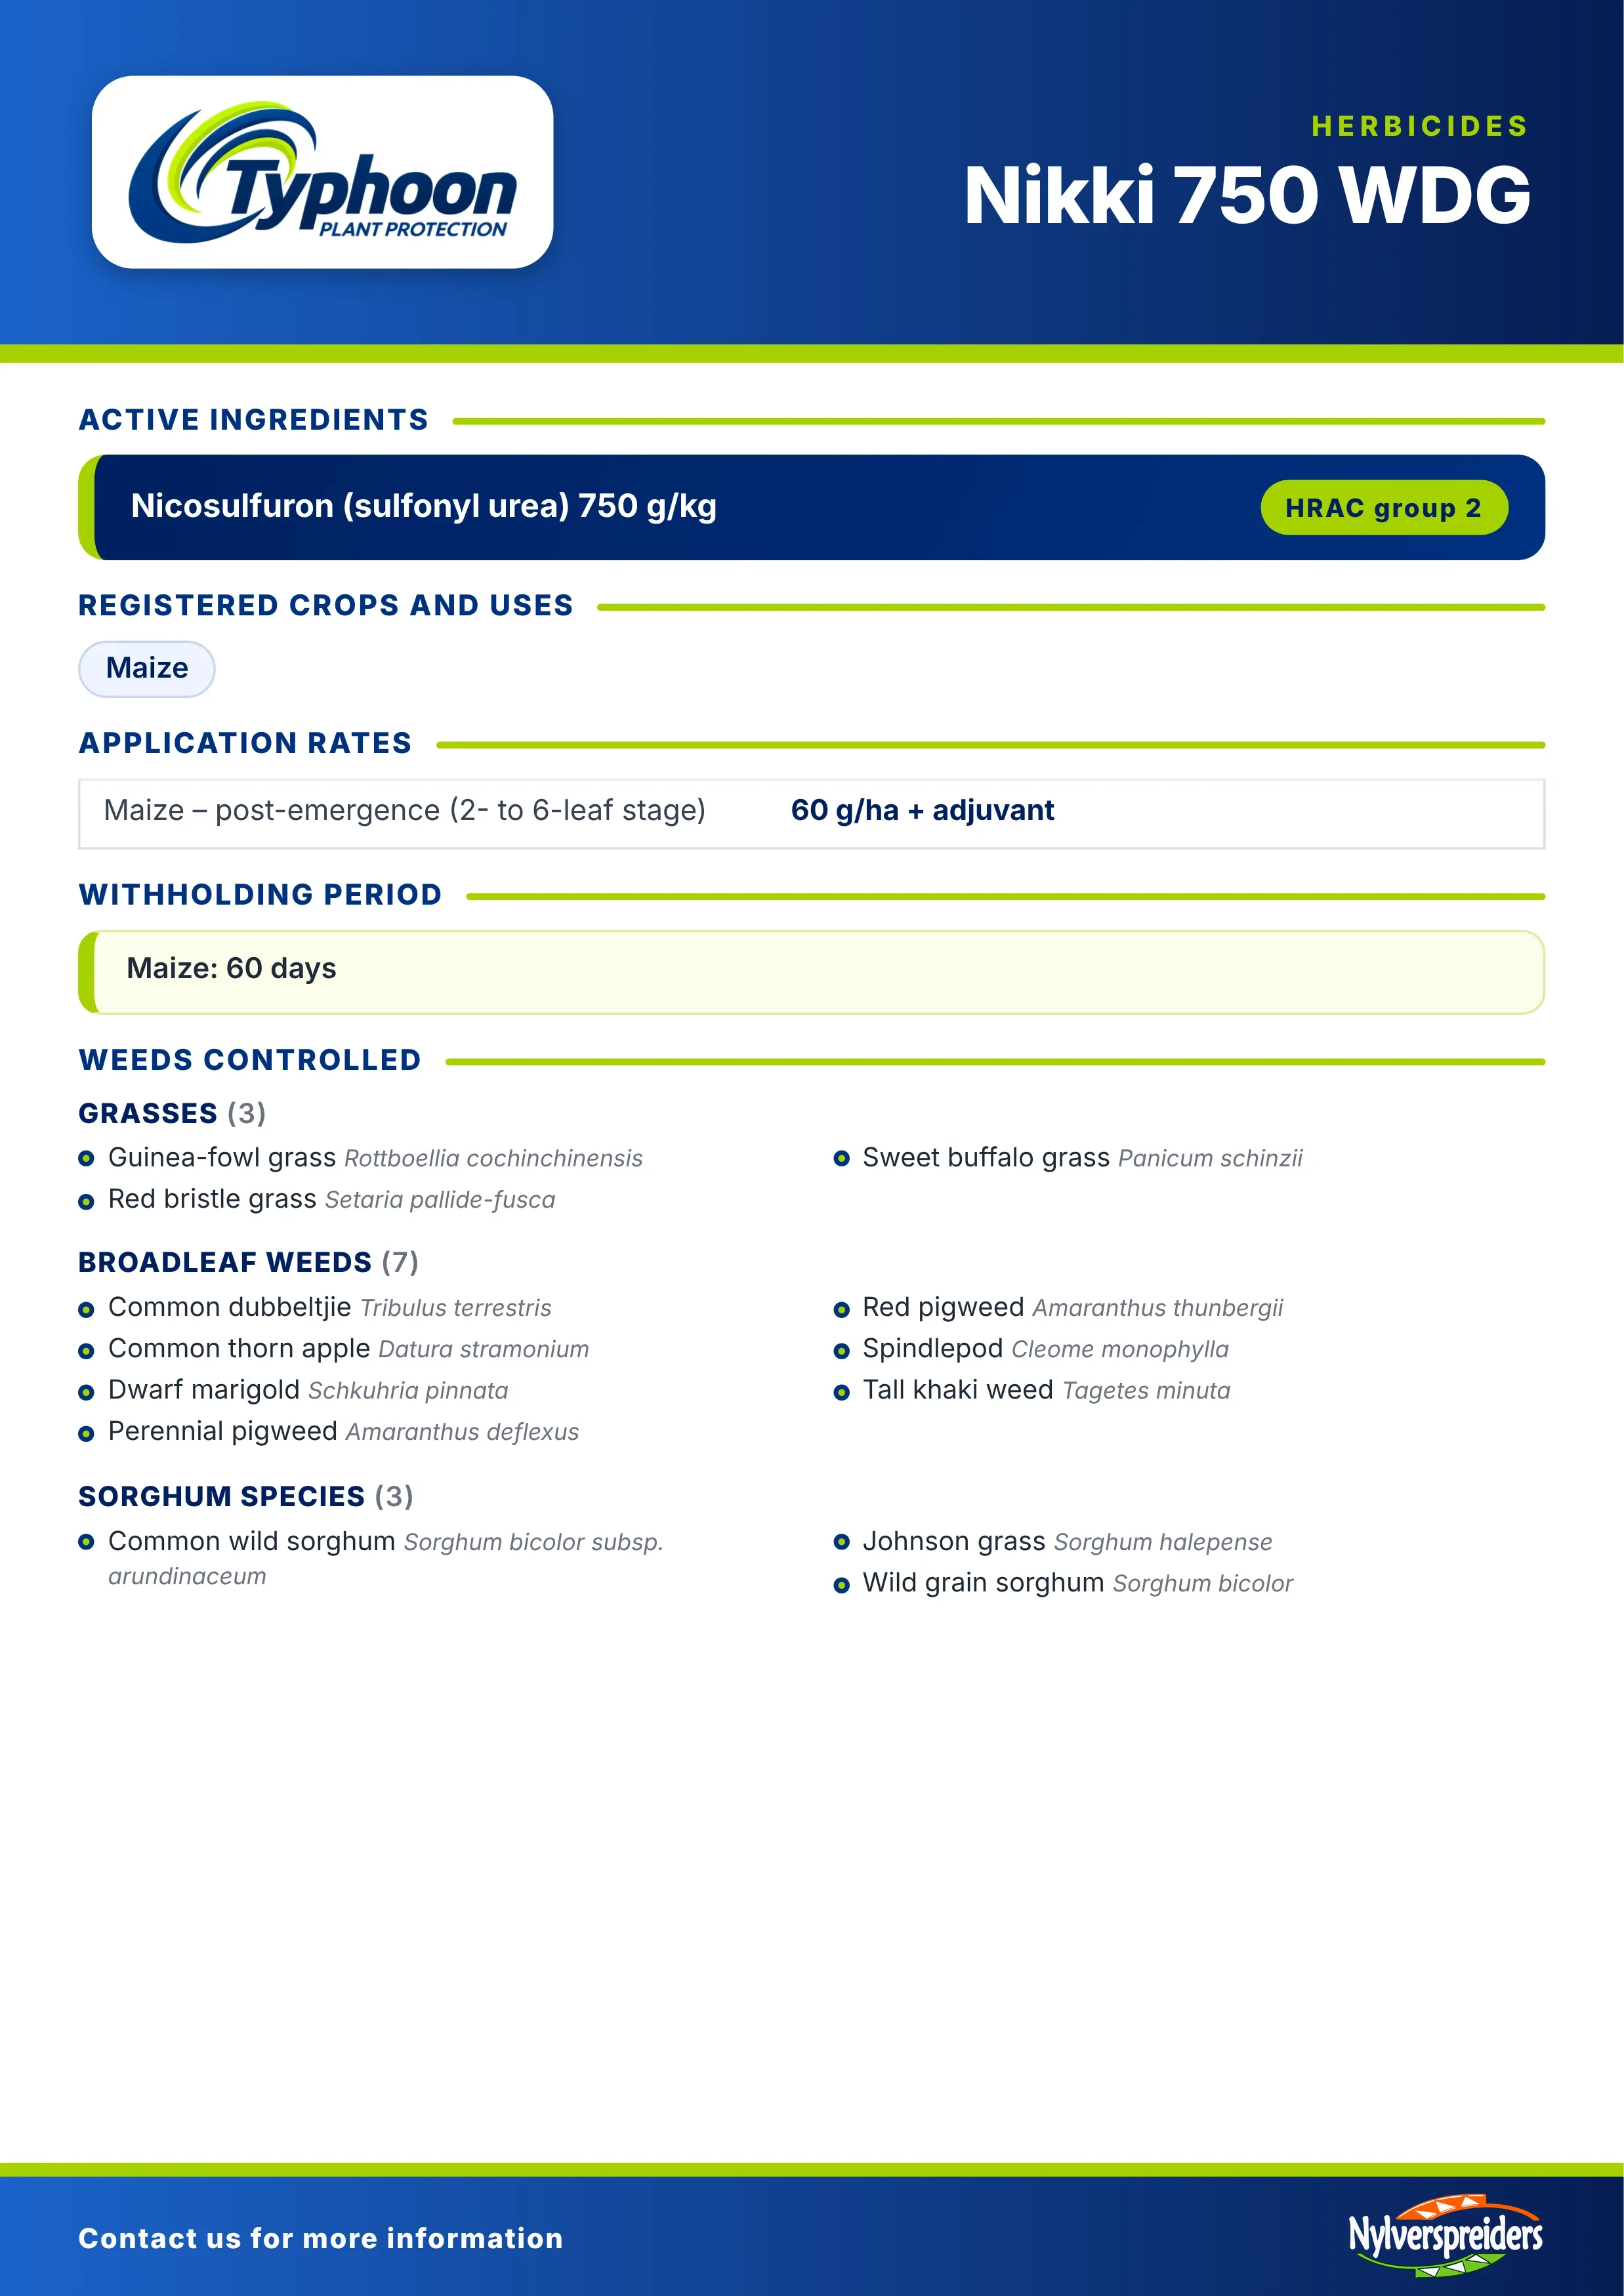 Typhoon
PLANT PROTECTION
HERBICIDES
Nikki 750 WDG
ACTIVE INGREDIENTS
Nicosulfuron (sulfonyl urea) 750 g/kg
HRAC group 2
REGISTERED CROPS AND USES
Maize
APPLICATION RATES
Maize – post-emergence (2- to 6-leaf stage) 60 g/ha + adjuvant
WITHHOLDING PERIOD
Maize: 60 days
WEEDS CONTROLLED
GRASSES (3)
Guinea-fowl grass Rottboellia cochinchinensis
Red bristle grass Setaria pallide-fusca
Sweet buffalo grass Panicum schinzii
BROADLEAF WEEDS (7)
Common dubbeltjie Tribulus terrestris
Common thorn apple Datura stramonium
Dwarf marigold Schkuhria pinnata
Perennial pigweed Amaranthus deflexus
Red pigweed Amaranthus thunbergii
Spindlepod Cleome monophylla
Tall khaki weed Tagetes minuta
SORGHUM SPECIES (3)
Common wild sorghum Sorghum bicolor subsp.
arundinaceum
Johnson grass Sorghum halepense
Wild grain sorghum Sorghum bicolor
Contact us for more information
Nylverspreiders